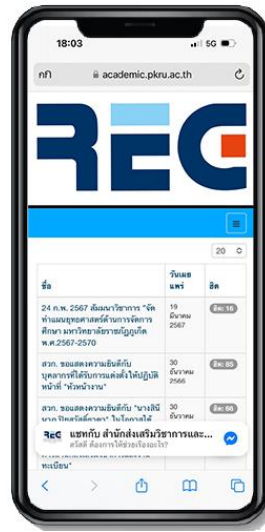 18:03
5G
กก
academic.pkru.ac.th
REG
20
ชื่อ
วันเผย
แพร่
ฮิต
24 ก.พ. 2567 สัมมนาวิชาการ "จัด
ทำแผนยุทธศาสตร์ด้านการจัดการ
ศึกษา มหาวิทยาลัยราชภัฏภูเก็ต
พ.ศ.2567-2570
19
มีนาคม
2567
ฮิต: 16
สวท. ขอแสดงความยินดีกับ
บุคลากรที่ได้รับการแต่งตั้ง ให้ปฏิบัติ
หน้าที่ "หัวหน้างาน"
30
ธันวาคม
2566
ฮิต: 85
สวท. ขอแสดงความยินดีกับ "นางสินี
30
ธันวาคม
ฮิต: 66
REG
แชทกับ สำนักส่งเสริมวิชาการและ...
สวัสดี ต้องการให้ช่วยเรื่องอะไร?
ทะเบียน"